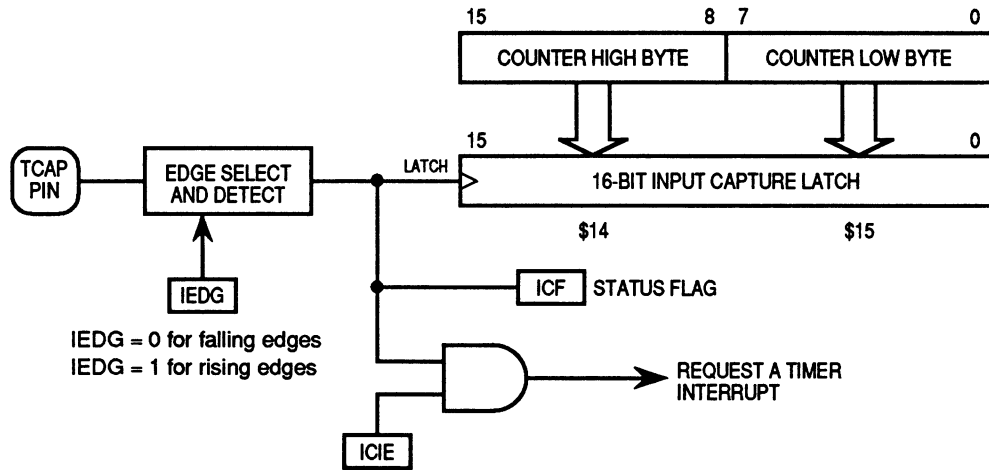 15 8 7 0
COUNTER HIGH BYTE COUNTER LOW BYTE
15 0
TCAP
PIN
EDGE SELECT
AND DETECT
LATCH
16-BIT INPUT CAPTURE LATCH
$14 $15
IEDG
ICF STATUS FLAG
IEDG = 0 for falling edges
IEDG = 1 for rising edges
REQUEST A TIMER
INTERRUPT
ICIE